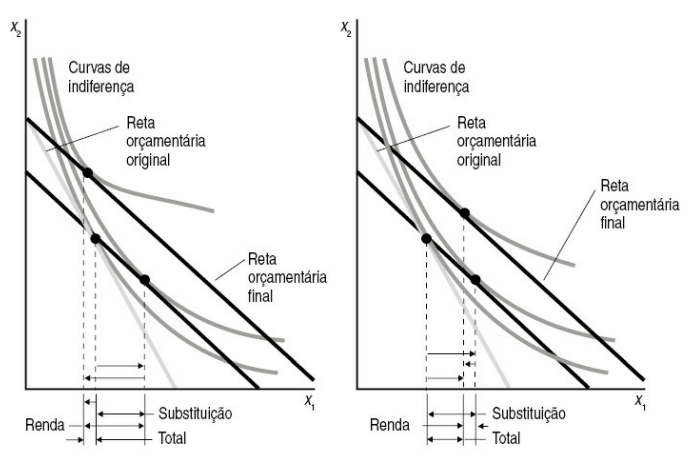 X2
Curvas de
indiferença
Reta
orçamentária
original
Reta
orçamentária
final
X1
Substituição
Renda
Total
X2
Curvas de
indiferença
Reta
orçamentária
original
Reta
orçamentária
final
X1
Substituição
Renda
Total